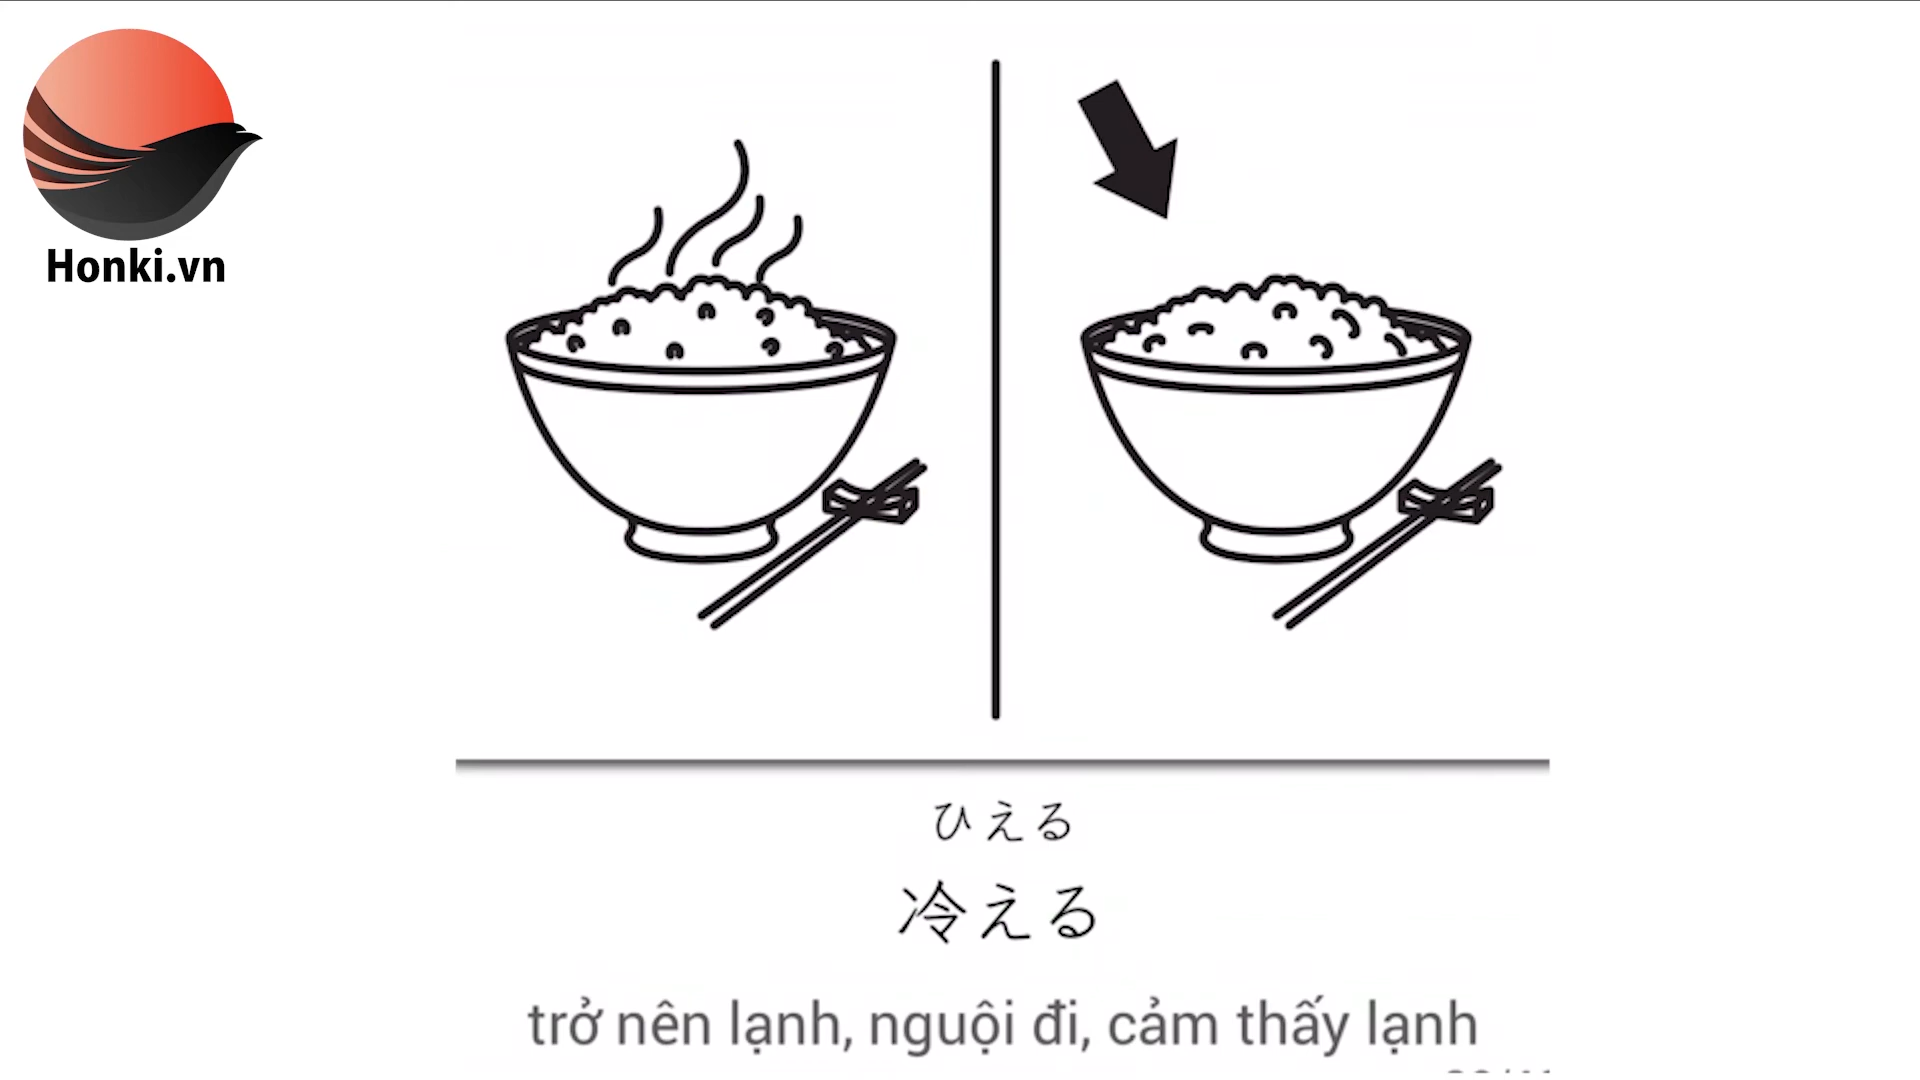 Honki.vn
ひえる
冷える
trở nên lạnh, nguội đi, cảm thấy lạnh